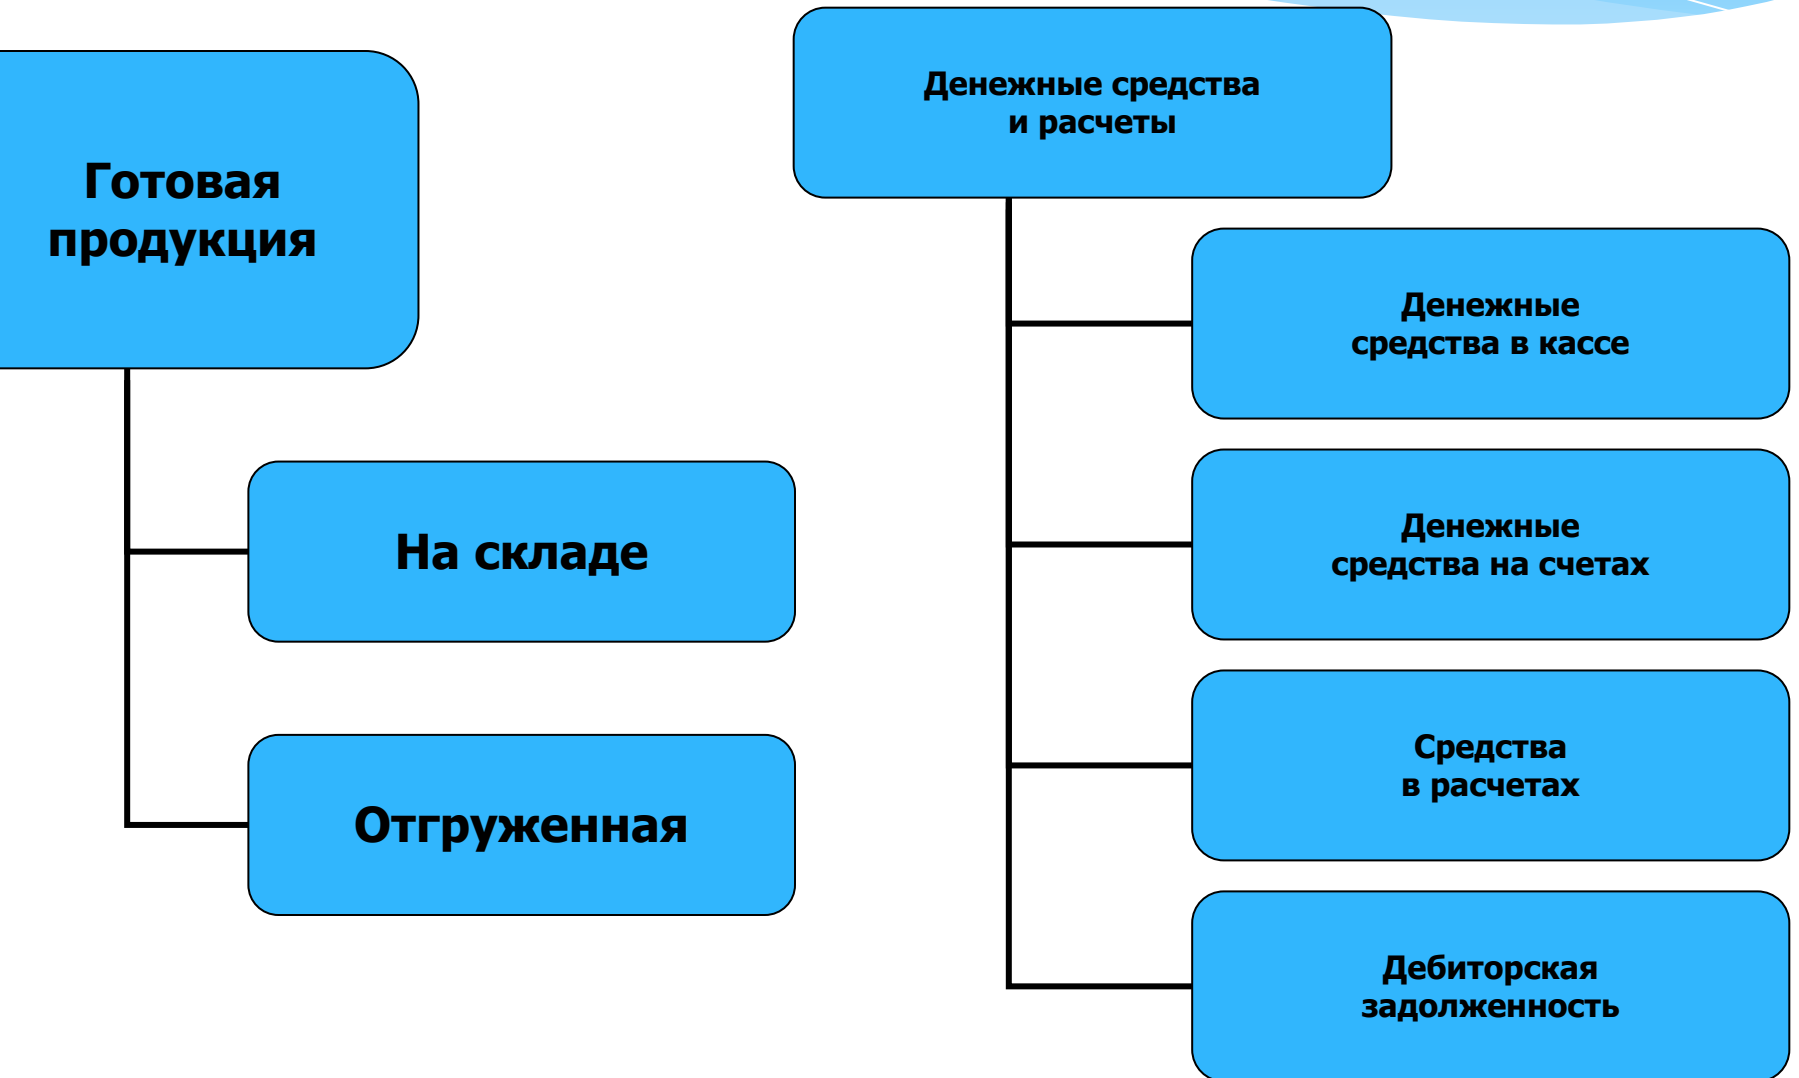 Готовая
продукция
На складе
Отгруженная
Денежные средства
и расчеты
Денежные
средства в кассе
Денежные
средства на счетах
Средства
в расчетах
Дебиторская
задолженность